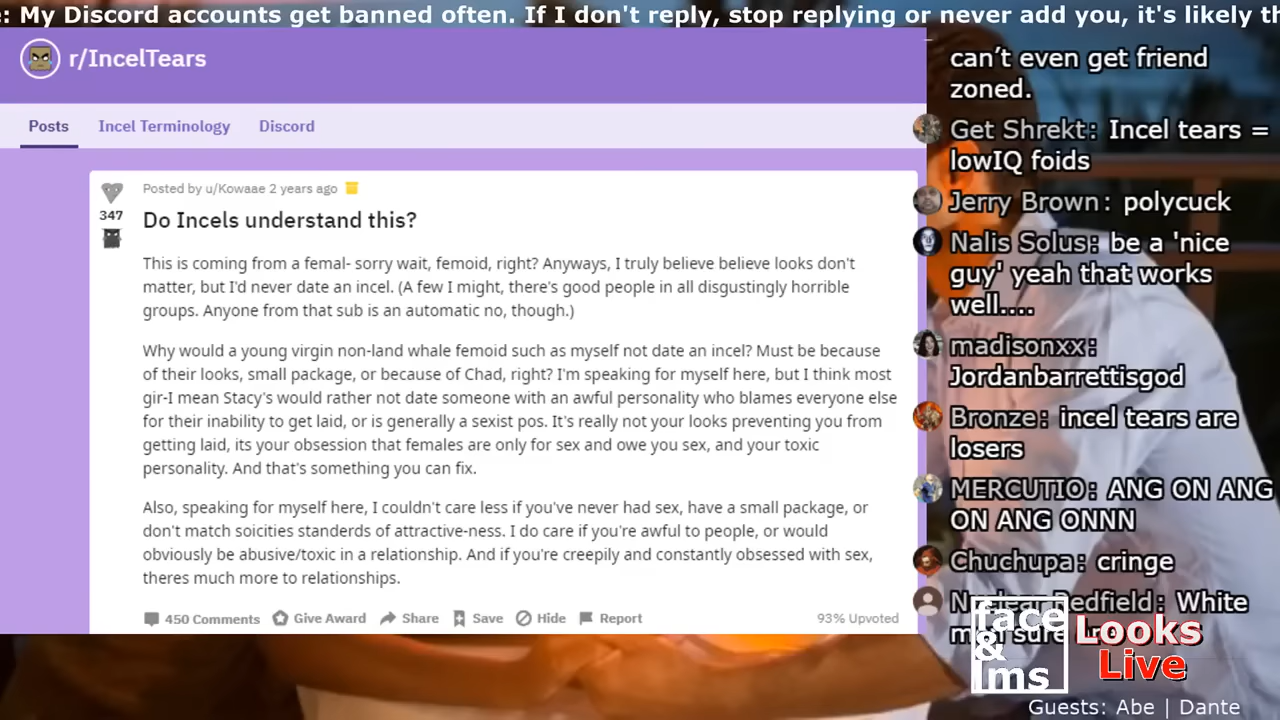 : My Discord accounts get banned often. If I don't reply, stop replying or never add you, it's likely th
r/IncelTears
Posts Incel Terminology Discord
Posted by u/Kowaae 2 years ago
347
Do Incels understand this?
This is coming from a femal- sorry wait, femoid, right? Anyways, I truly believe believe looks don't
matter, but I'd never date an incel. (A few I might, there's good people in all disgustingly horrible
groups. Anyone from that sub is an automatic no, though.)
Why would a young virgin non-land whale femoid such as myself not date an incel? Must be because
of their looks, small package, or because of Chad, right? I'm speaking for myself here, but I think most
gir-I mean Stacy's would rather not date someone with an awful personality who blames everyone else
for their inability to get laid, or is generally a sexist pos. It's really not your looks preventing you from
getting laid, its your obsession that females are only for sex and owe you sex, and your toxic
personality. And that's something you can fix.
Also, speaking for myself here, I couldn't care less if you've never had sex, have a small package, or
don't match soicities standerds of attractive-ness. I do care if you're awful to people, or would
obviously be abusive/toxic in a relationship. And if you're creepily and constantly obsessed with sex,
theres much more to relationships.
450 Comments Give Award Share Save Hide Report 93% Upvoted
can't even get friend
zoned.
Get Shrekt: Incel tears =
lowIQ foids
Jerry Brown: polycuck
Nalis Solus: be a 'nice
guy' yeah that works
well....
madisonxx:
Jordanbarrettisgod
Bronze: incel tears are
losers
MERCUTIO: ANG ON ANG
ON ANG ONNN
Chuchupa: cringe
Redfield: White
sure
face
&
lms
Looks
Live
Guests: Abe | Dante